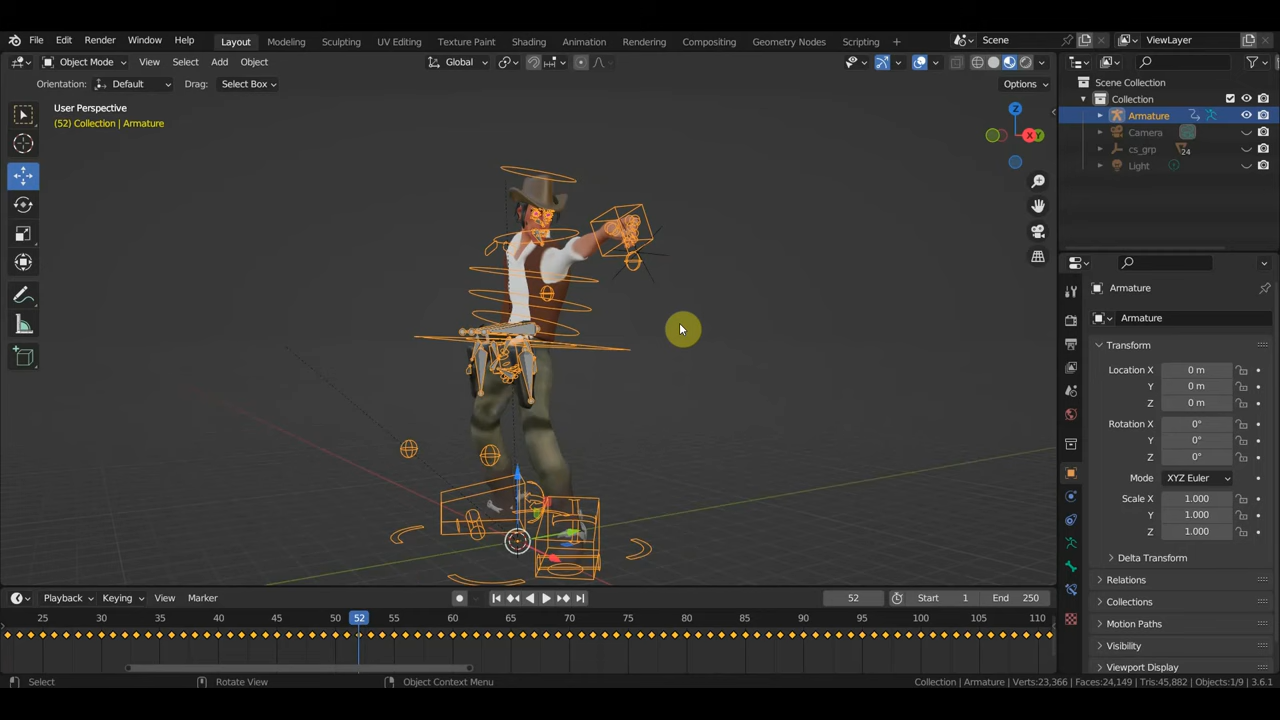 File Edit Render Window Help Layout Modeling Sculpting UV Editing Texture Paint Shading Animation Rendering Compositing Geometry Nodes Scripting + Scene ViewLayer
Object Mode View Select Add Object Global Options
Orientation: Default Drag: Select Box
User Perspective
(52) Collection | Armature
Z
X
Y
Scene Collection
Collection
Armature
Camera
cs_grp 24
Light
Armature
Armature
Transform
Location X 0 m
Y 0 m
Z 0 m
Rotation X 0°
Y 0°
Z 0°
Mode XYZ Euler
Scale X 1.000
Y 1.000
Z 1.000
Delta Transform
Relations
Collections
Motion Paths
Visibility
Viewport Display
Playback Keying View Marker 52 Start 1 End 250
25 30 35 40 45 50 52 55 60 65 70 75 80 85 90 95 100 105 110
Select Rotate View Object Context Menu Collection | Armature | Verts:23,366 | Faces:24,149 | Tris:45,882 | Objects:1/9 | 3.6.1